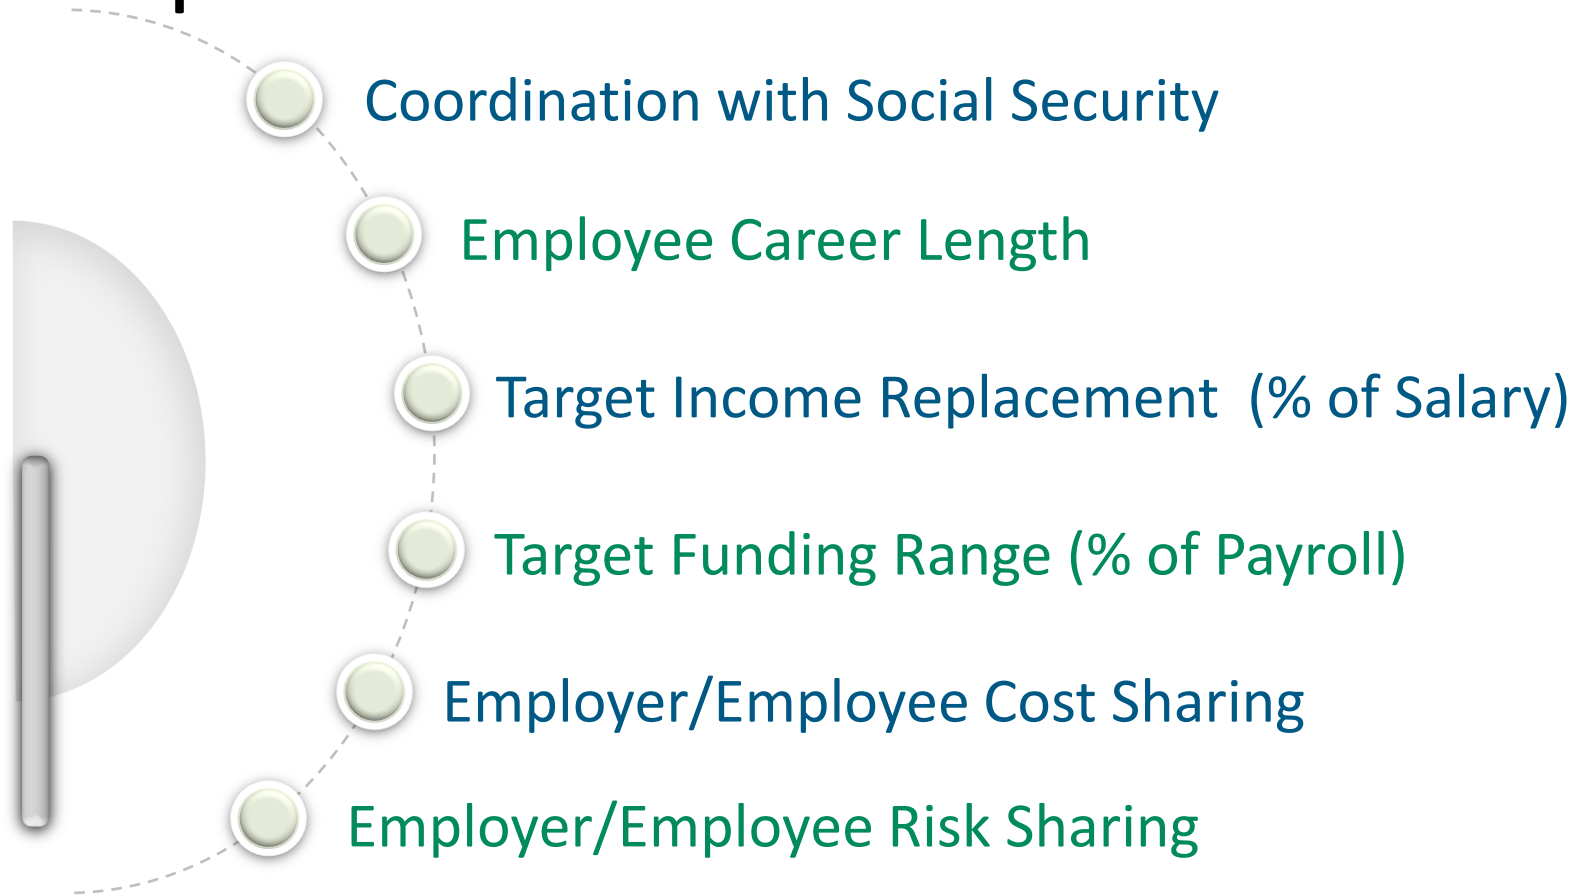 Coordination with Social Security
Employee Career Length
Target Income Replacement  (% of Salary)
Target Funding Range (% of Payroll)
Employer/Employee Cost Sharing
Employer/Employee Risk Sharing